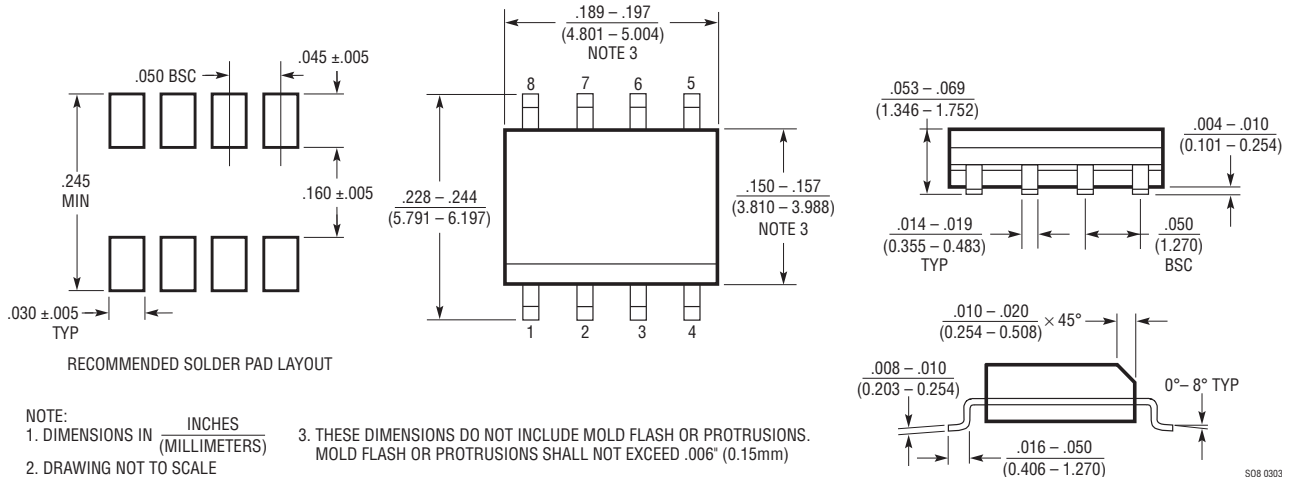 .050 BSC
.045 ±.005
.245
MIN
.160 ±.005
.030 ±.005
TYP
RECOMMENDED SOLDER PAD LAYOUT
.189 – .197
(4.801 – 5.004)
NOTE 3
8 7 6 5
.228 – .244
(5.791 – 6.197)
.150 – .157
(3.810 – 3.988)
NOTE 3
1 2 3 4
.053 – .069
(1.346 – 1.752)
.004 – .010
(0.101 – 0.254)
.014 – .019
(0.355 – 0.483)
TYP
.050
(1.270)
BSC
.010 – .020
(0.254 – 0.508)
× 45°
.008 – .010
(0.203 – 0.254)
0°– 8° TYP
.016 – .050
(0.406 – 1.270)
NOTE:
1. DIMENSIONS IN INCHES
(MILLIMETERS)
2. DRAWING NOT TO SCALE
3. THESE DIMENSIONS DO NOT INCLUDE MOLD FLASH OR PROTRUSIONS.
MOLD FLASH OR PROTRUSIONS SHALL NOT EXCEED .006" (0.15mm)
SO8 0303